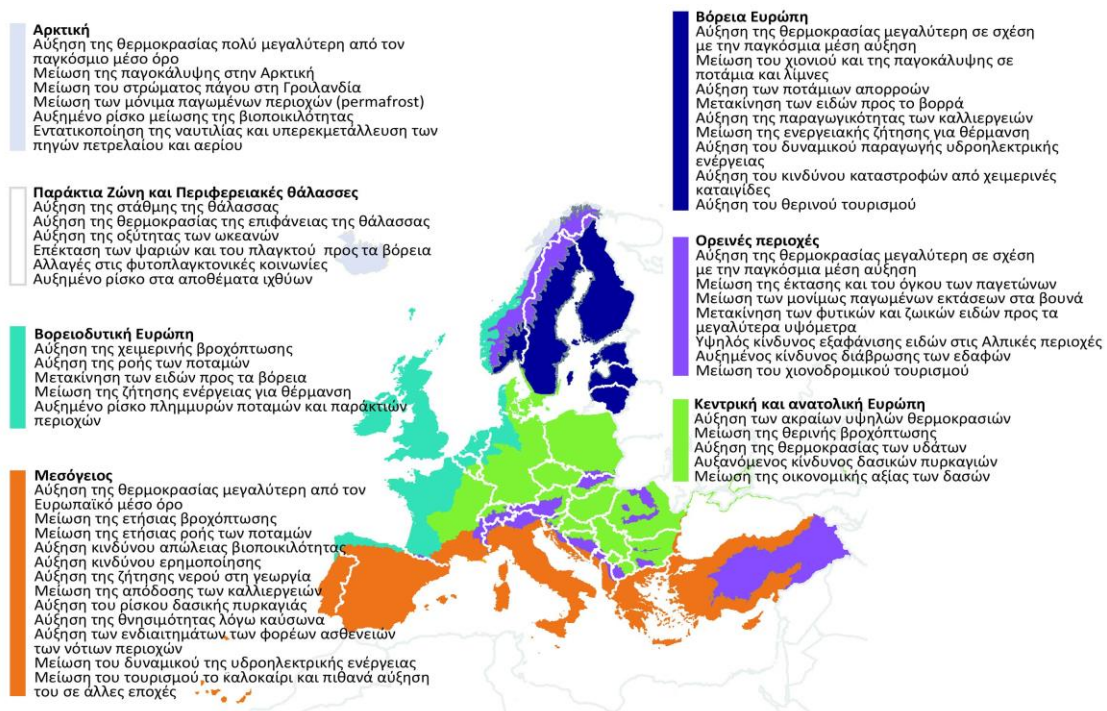 Αρκτική
Αύξηση της θερμοκρασίας πολύ μεγαλύτερη από τον
παγκόσμιο μέσο όρο
Μείωση της παγοκάλυψης στην Αρκτική
Μείωση του στρώματος πάγου στη Γροιλανδία
Μείωση των μόνιμα παγωμένων περιοχών (permafrost)
Αυξημένο ρίσκο μείωσης της βιοποικιλότητας
Εντατικοποίηση της ναυτιλίας και υπερεκμετάλλευση των
πηγών πετρελαίου και αερίου
Παράκτια Ζώνη και Περιφερειακές θάλασσες
Αύξηση της στάθμης της θάλασσας
Αύξηση της θερμοκρασίας της επιφάνειας της θάλασσας
Αύξηση της οξύτητας των ωκεανών
Επέκταση των ψαριών και του πλαγκτού προς τα βόρεια
Αλλαγές στις φυτοπλαγκτονικές κοινωνίες
Αυξημένο ρίσκο στα αποθέματα ιχθύων
Βορειοδυτική Ευρώπη
Αύξηση της χειμερινής βροχόπτωσης
Αύξηση της ροής των ποταμών
Μετακίνηση των ειδών προς τα βόρεια
Μείωση της ζήτησης ενέργειας για θέρμανση
Αυξημένο ρίσκο πλημμυρών ποταμών και παράκτιών
περιοχών
Μεσόγειος
Αύξηση της θερμοκρασίας μεγαλύτερη από τον
Ευρωπαϊκό μέσο όρο
Μείωση της ετήσιας βροχόπτωσης
Μείωση της ετήσιας ροής των ποταμών
Αύξηση κινδύνου απώλειας βιοποικιλότητας
Αύξηση κινδύνου ερημοποίησης
Αύξηση της ζήτησης νερού στη γεωργία
Μείωση της απόδοσης των καλλιεργειών
Αύξηση του ρίσκου δασικής πυρκαγιάς
Αύξηση της θνησιμότητας λόγω καύσωνα
Αύξηση των ενδιαιτημάτων των φορέων ασθενειών
των νότιων περιοχών
Μείωση του δυναμικού της υδροηλεκτρικής ενέργειας
Μείωση του τουρισμού το καλοκαίρι και πιθανά αύξηση
του σε άλλες εποχές
Βόρεια Ευρώπη
Αύξηση της θερμοκρασίας μεγαλύτερη σε σχέση
με την παγκόσμια μέση αύξηση
Μείωση του χιονιού και της παγοκάλυψης σε
ποτάμια και λίμνες
Αύξηση των ποτάμιων απορροών
Μετακίνηση των ειδών προς το βορρά
Αύξηση της παραγωγικότητας των καλλιεργειών
Μείωση της ενεργειακής ζήτησης για θέρμανση
Αύξηση του δυναμικού παραγωγής υδροηλεκτρικής
ενέργειας
Αύξηση του κινδύνου καταστροφών από χειμερινές
καταιγίδες
Αύξηση του θερινού τουρισμού
Ορεινές περιοχές
Αύξηση της θερμοκρασίας μεγαλύτερη σε σχέση
με την παγκόσμια μέση αύξηση
Μείωση της έκτασης και του όγκου των παγετώνων
Μείωση των μονίμως παγωμένων εκτάσεων στα βουνά
Μετακίνηση των φυτικών και ζωικών ειδών προς τα
μεγαλύτερα υψόμετρα
Υψηλός κίνδυνος εξαφάνισης ειδών στις Αλπικές περιοχές
Αυξημένος κίνδυνος διάβρωσης των εδαφών
Μείωση του χιονοδρομικού τουρισμού
Κεντρική και ανατολική Ευρώπη
Αύξηση των ακραίων υψηλών θερμοκρασιών
Μείωση της θερινής βροχόπτωσης
Αύξηση της θερμοκρασίας των υδάτων
Αυξανόμενος κίνδυνος δασικών πυρκαγιών
Μείωση της οικονομικής αξίας των δασών